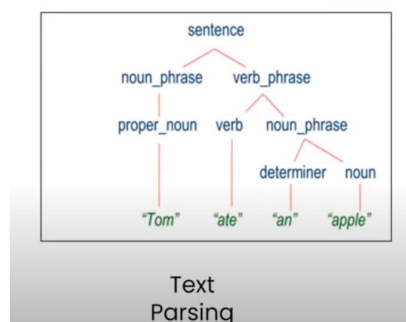 sentence
noun_phrase verb_phrase
proper_noun verb noun_phrase
determiner noun
"Tom" "ate" "an" "apple"
Text
Parsing